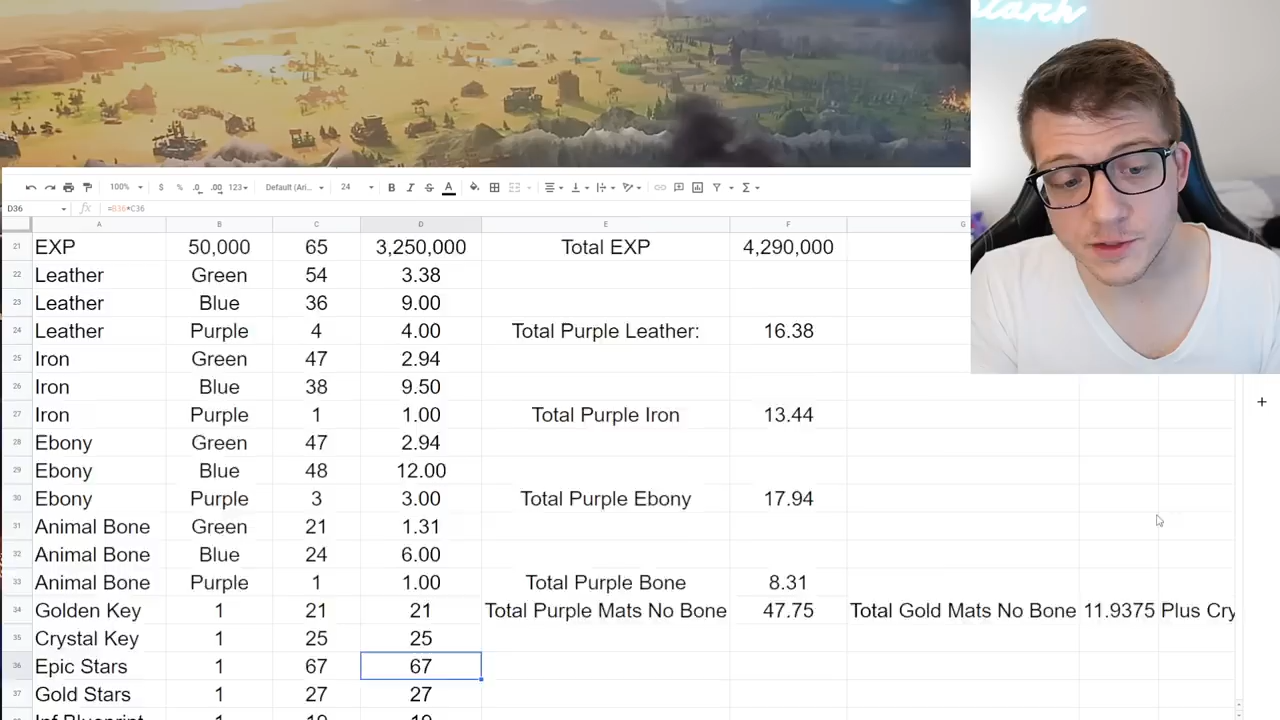 100% $ % .0 .00 123 Default (Ari... 24 B I S A
D36 fx =B36*C36
A B C D E F G
21 EXP 50,000 65 3,250,000 Total EXP 4,290,000
22 Leather Green 54 3.38
23 Leather Blue 36 9.00
24 Leather Purple 4 4.00 Total Purple Leather: 16.38
25 Iron Green 47 2.94
26 Iron Blue 38 9.50
27 Iron Purple 1 1.00 Total Purple Iron 13.44
28 Ebony Green 47 2.94
29 Ebony Blue 48 12.00
30 Ebony Purple 3 3.00 Total Purple Ebony 17.94
31 Animal Bone Green 21 1.31
32 Animal Bone Blue 24 6.00
33 Animal Bone Purple 1 1.00 Total Purple Bone 8.31
34 Golden Key 1 21 21 Total Purple Mats No Bone 47.75 Total Gold Mats No Bone 11.9375 Plus Cry
35 Crystal Key 1 25 25
36 Epic Stars 1 67 67
37 Gold Stars 1 27 27